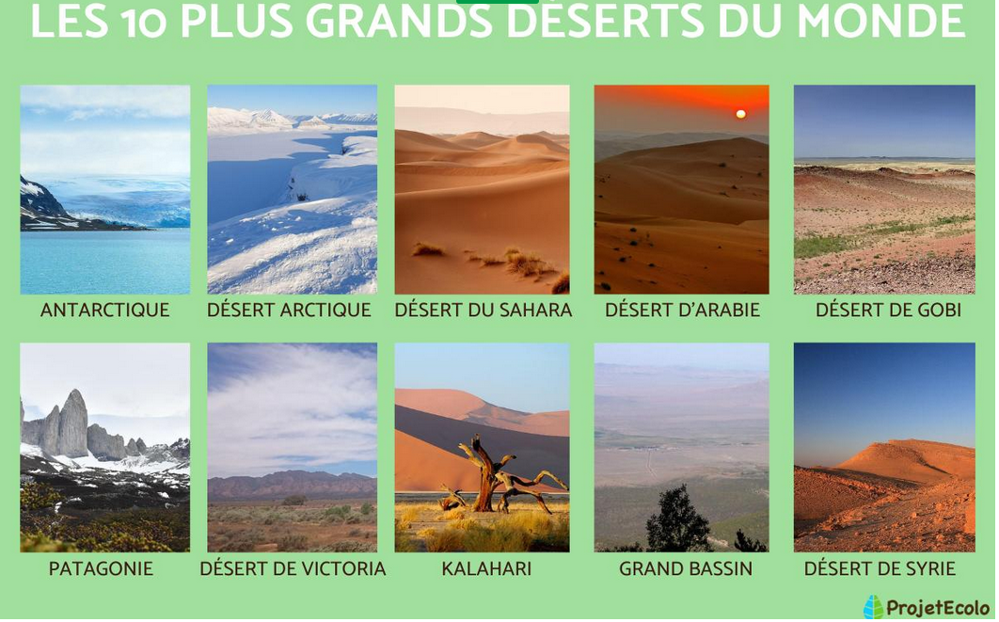 LES 10 PLUS GRANDS DÉSERTS DU MONDE
ANTARCTIQUE
DÉSERT ARCTIQUE
DÉSERT DU SAHARA
DÉSERT D’ARABIE
DÉSERT DE GOBI
PATAGONIE
DÉSERT DE VICTORIA
KALAHARI
GRAND BASSIN
DÉSERT DE SYRIE
ProjetEcolo